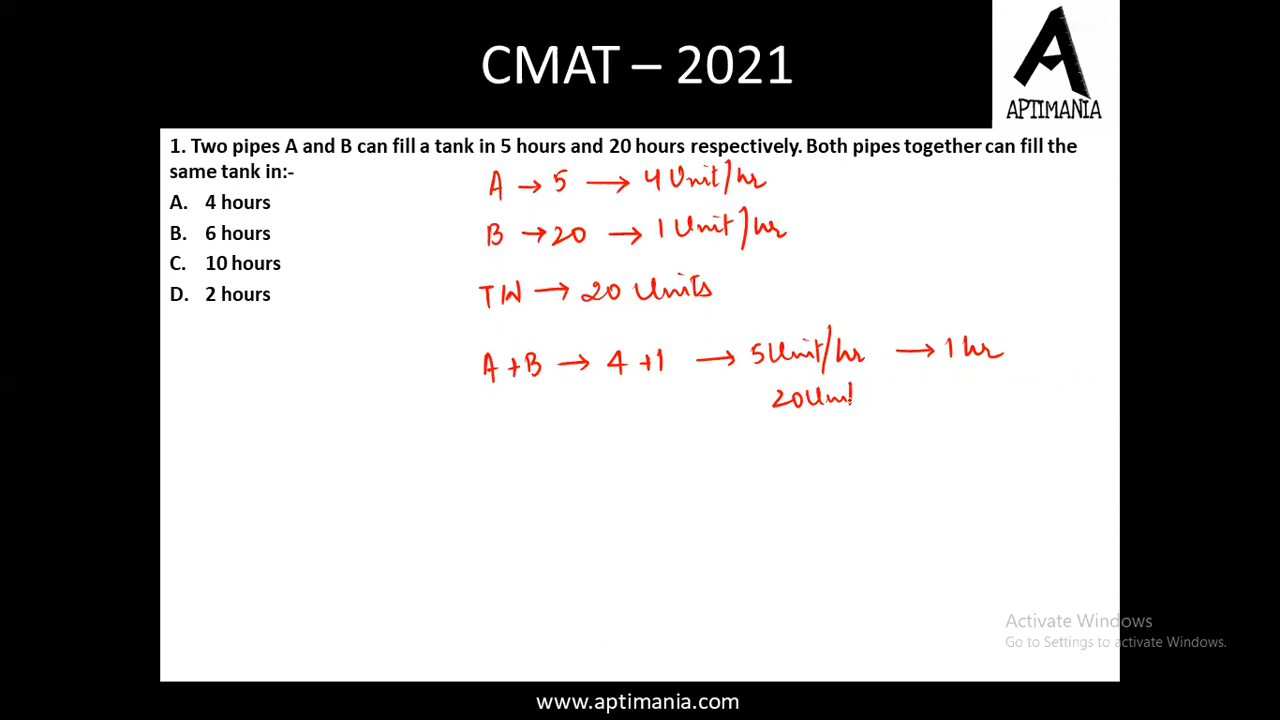 CMAT – 2021
A
APTIMANIA
1. Two pipes A and B can fill a tank in 5 hours and 20 hours respectively. Both pipes together can fill the
same tank in:-
A. 4 hours
B. 6 hours
C. 10 hours
D. 2 hours
A → 5 → 4 Unit/hr
B → 20 → 1 Unit/hr
TW → 20 Units
A+B → 4+1 → 5 Unit/hr → 1 hr
20 Uni
Activate Windows
Go to Settings to activate Windows.
www.aptimania.com